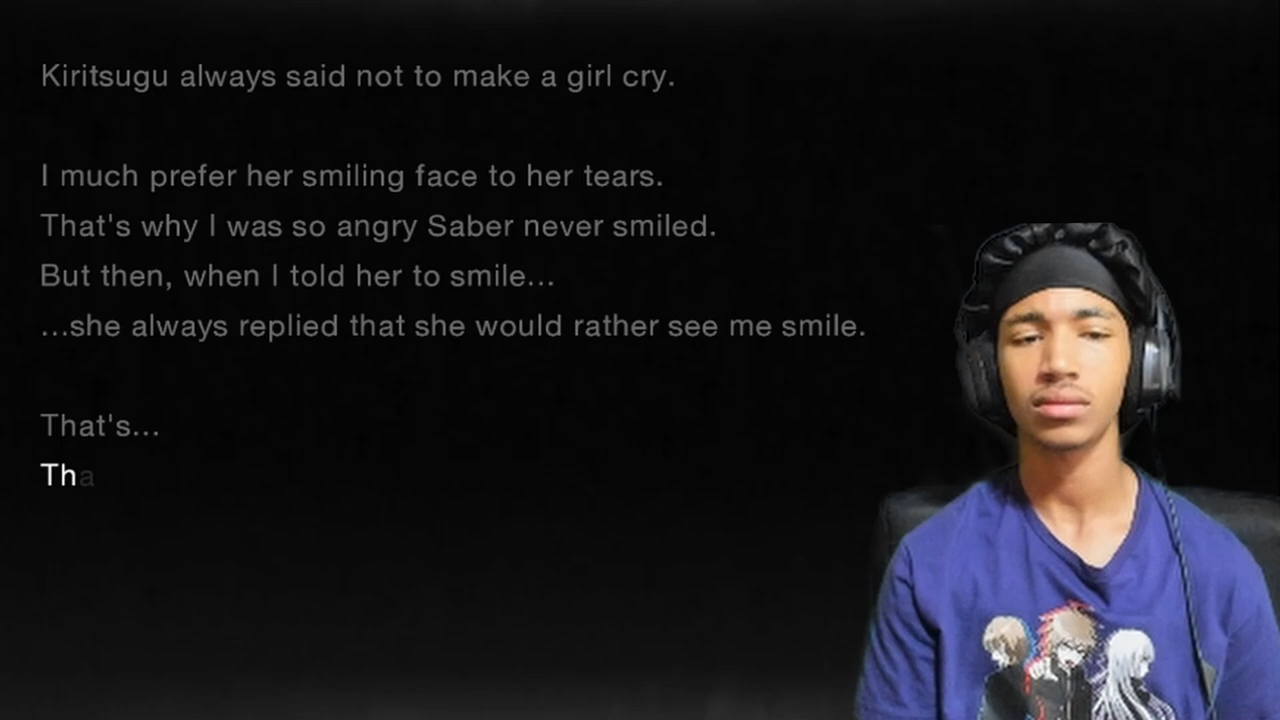 Kiritsugu always said not to make a girl cry.
I much prefer her smiling face to her tears.
That's why I was so angry Saber never smiled.
But then, when I told her to smile...
...she always replied that she would rather see me smile.
That's...
Tha